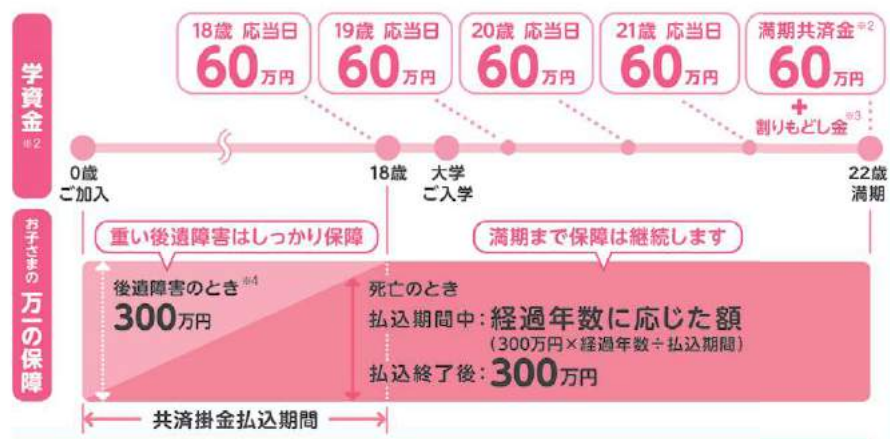 学資金※2
18歳 応当日
60万円
19歳 応当日
60万円
20歳 応当日
60万円
21歳 応当日
60万円
満期共済金※2
60万円
+
割りもどし金※3
0歳
ご加入
18歳
大学
ご入学
22歳
満期
お子さまの
万一の保障
重い後遺障害はしっかり保障
満期まで保障は継続します
後遺障害のとき※4
300万円
死亡のとき
払込期間中:経過年数に応じた額
(300万円×経過年数÷払込期間)
払込終了後:300万円
共済掛金払込期間